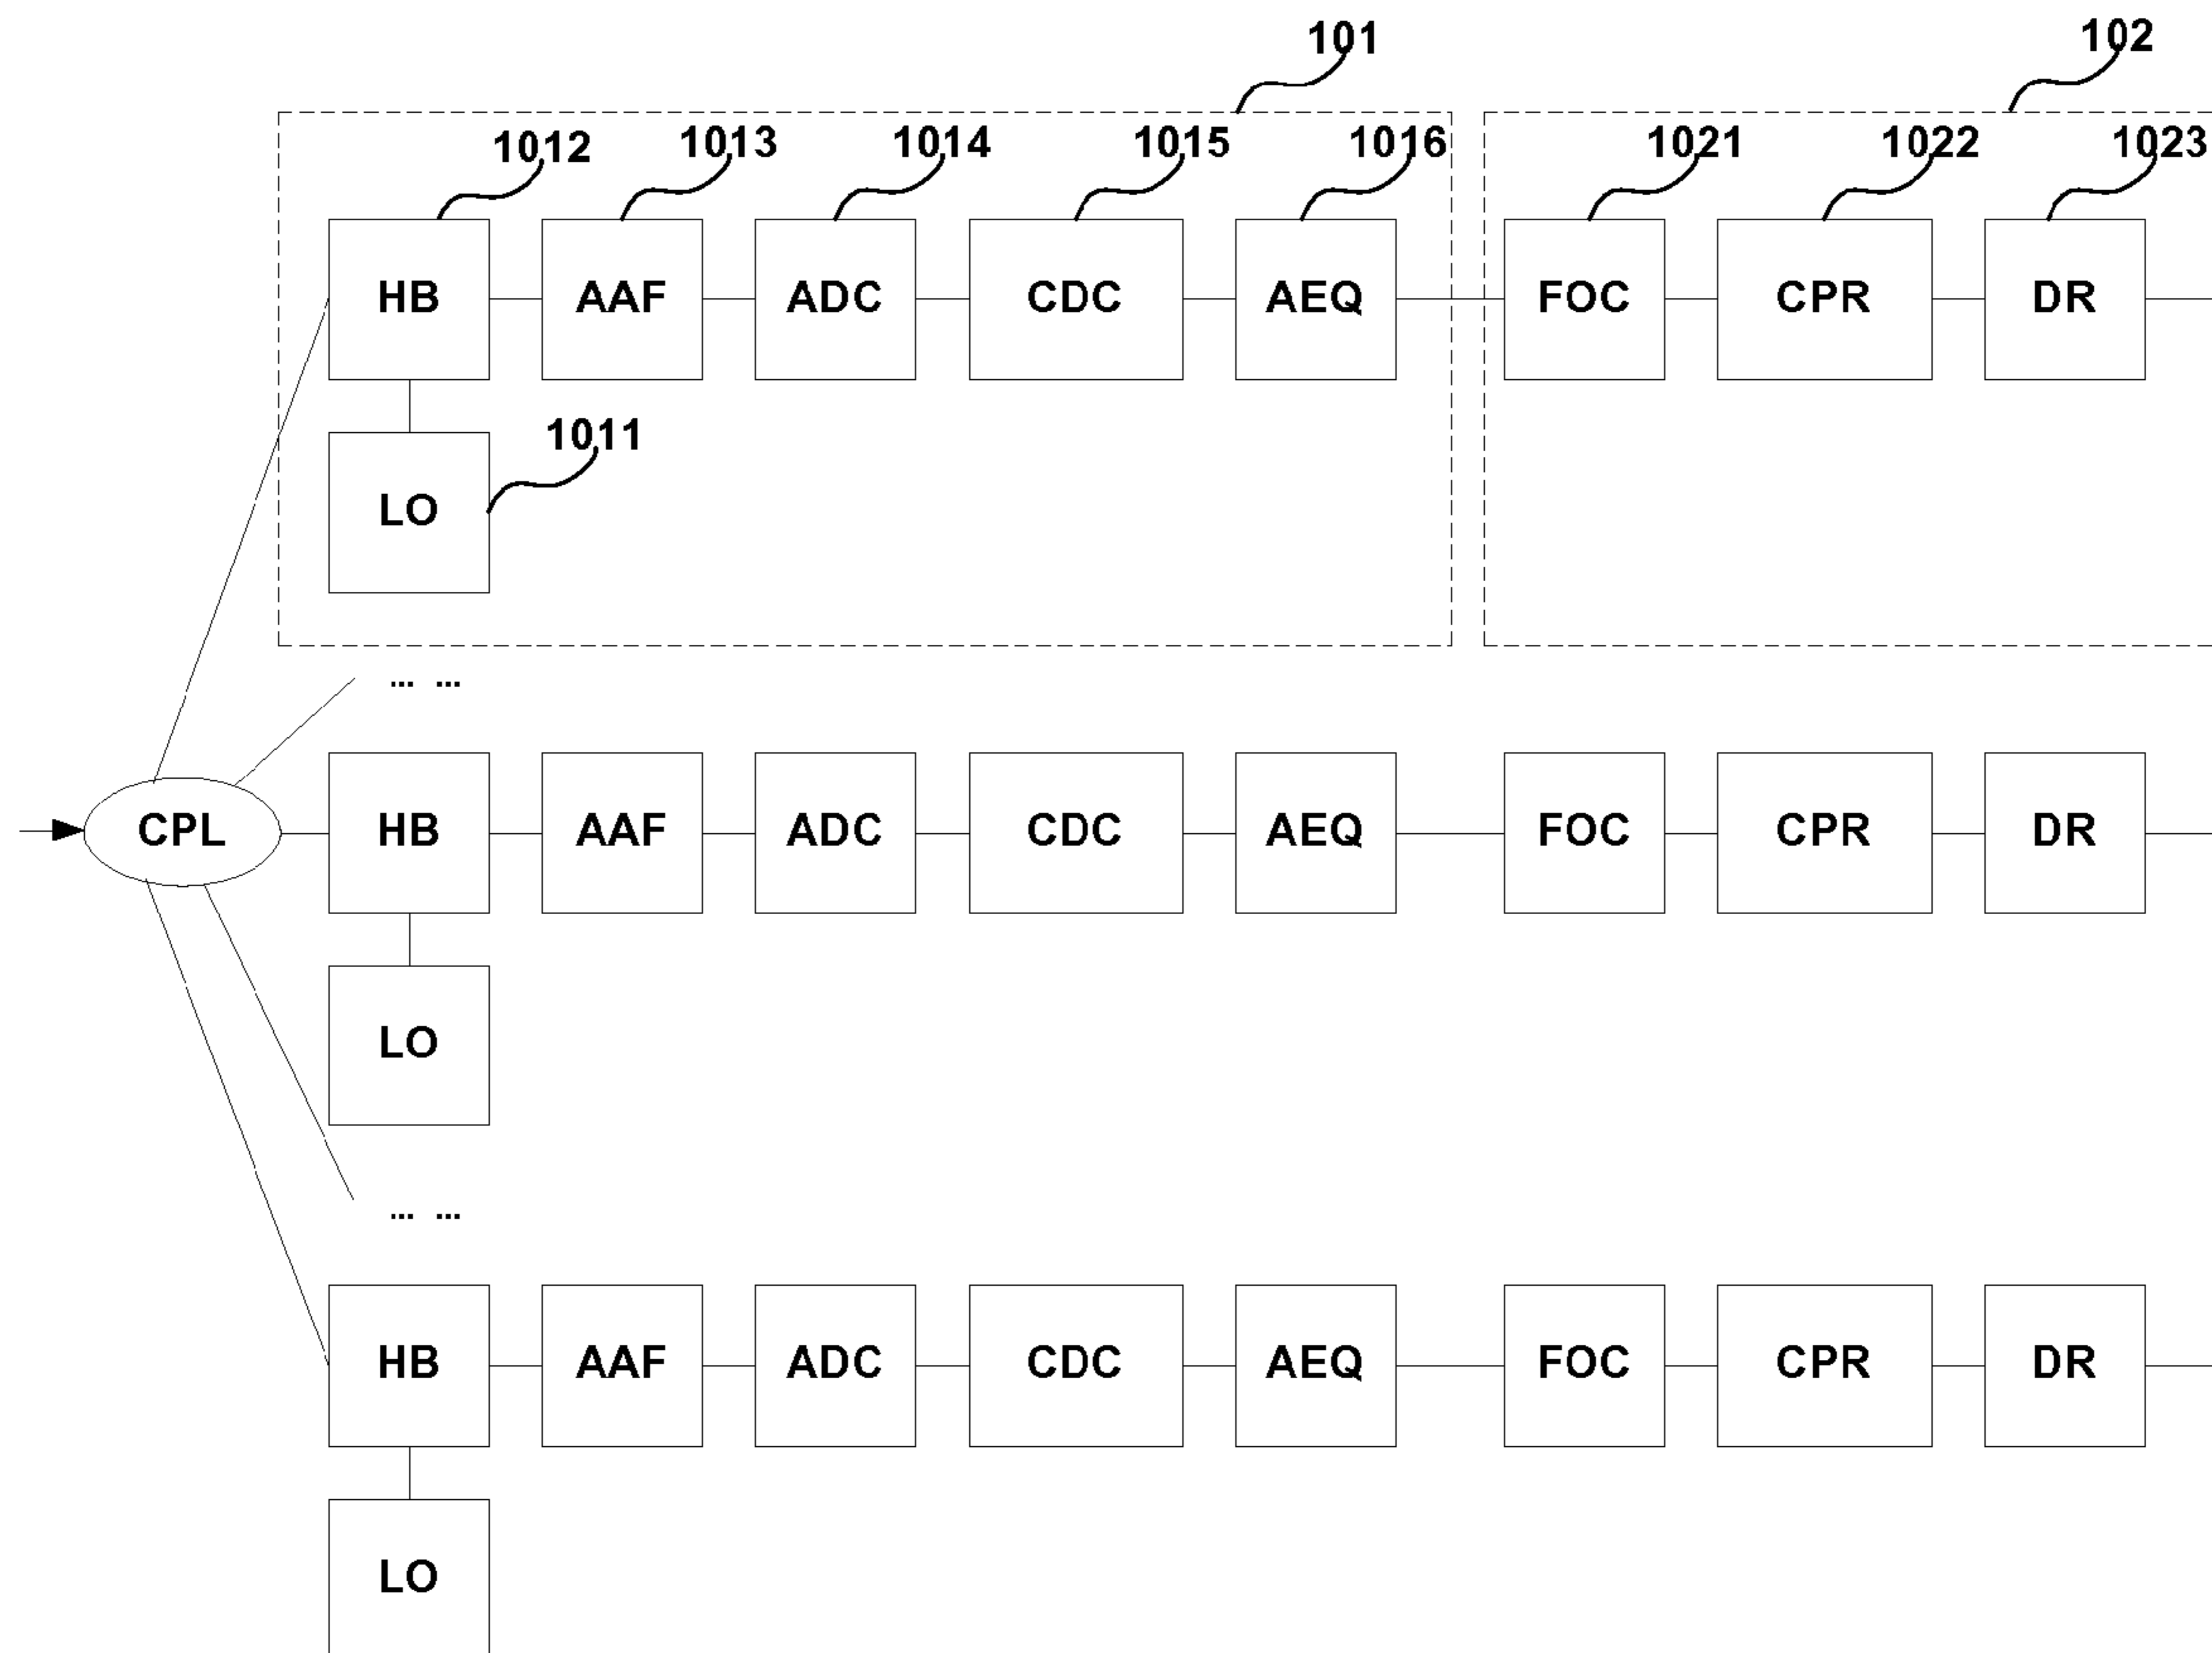 101 102
1012 1013 1014 1015 1016 1021 1022 1023
HB AAF ADC CDC AEQ FOC CPR DR
1011
LO
... ...
CPL HB AAF ADC CDC AEQ FOC CPR DR
LO
... ...
HB AAF ADC CDC AEQ FOC CPR DR
LO